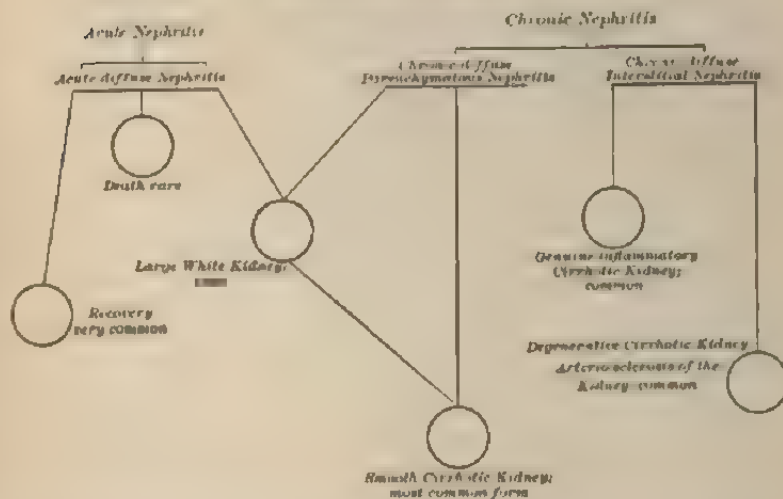 Acute Nephritis
Acute diffuse Nephritis
Death rare
Large White Kidney;
Recovery
very common
Chronic Nephritis
Chronic diffuse
Parenchymatous Nephritis
Chronic diffuse
Interstitial Nephritis
Genuine inflammatory
Cirrhotic Kidney;
common
Degenerative Cirrhotic Kidney
Arteriosclerosis of the
Kidney common
Smooth Cirrhotic Kidney;
most common form